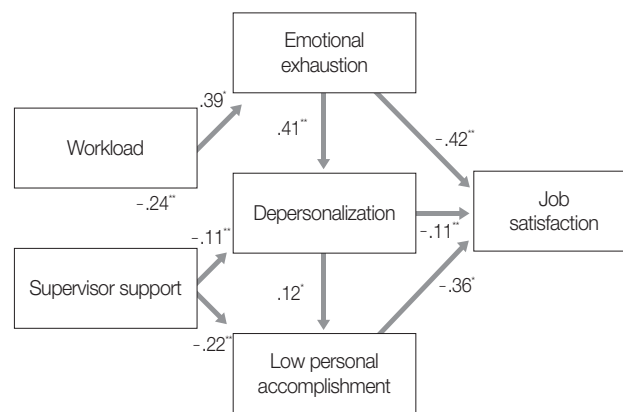 Emotional
exhaustion
.39*
.41**
-.42**
Workload
-.24**
Depersonalization
Job
satisfaction
-.11**
-.11**
Supervisor support
.12*
-.36*
-.22**
Low personal
accomplishment